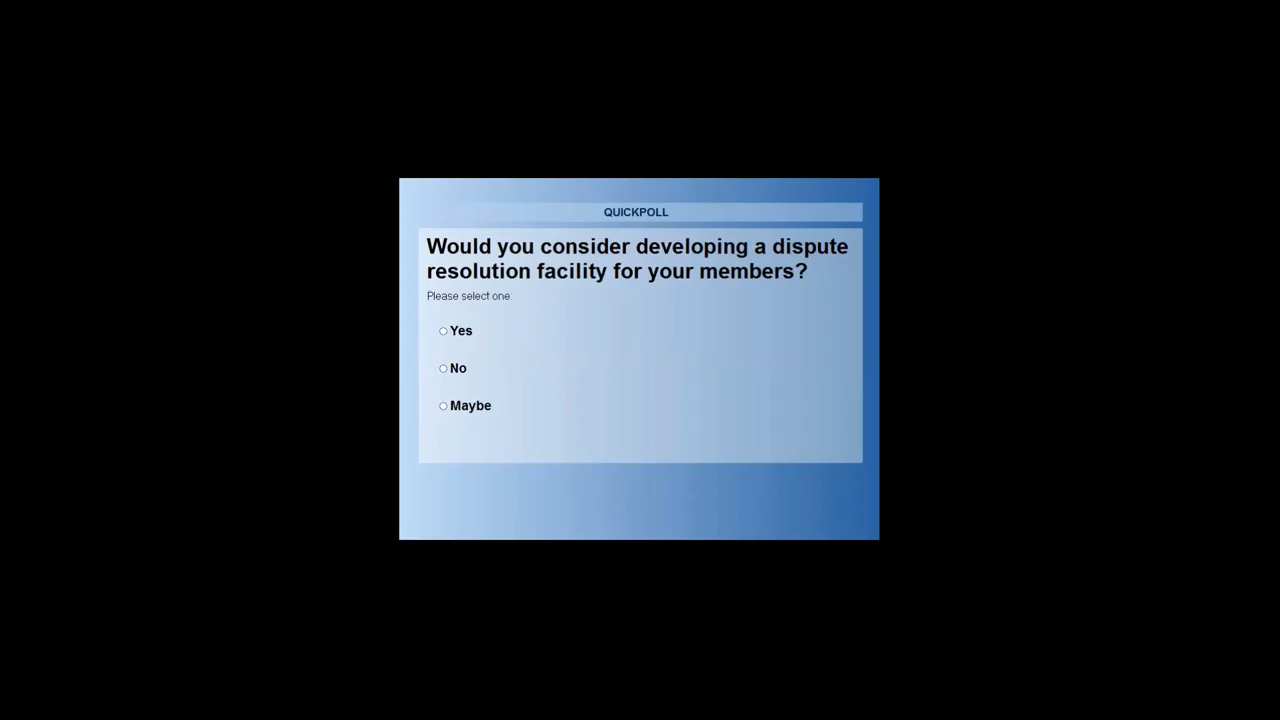 QUICKPOLL
Would you consider developing a dispute
resolution facility for your members?
Please select one:
Yes
No
Maybe